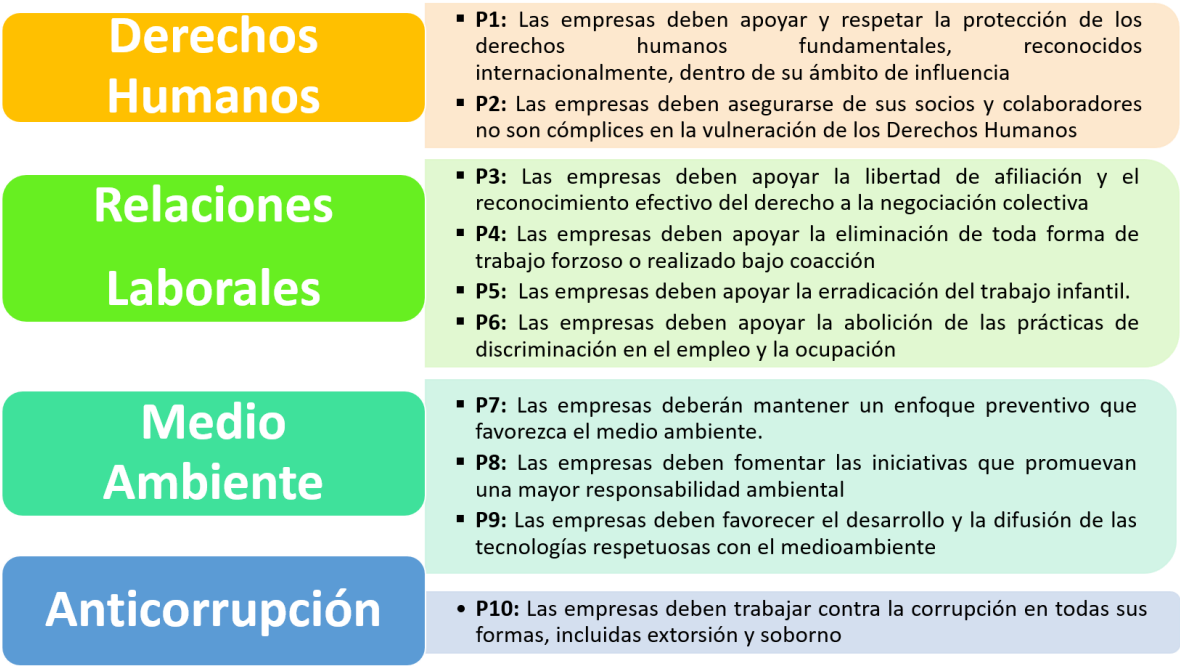 Derechos
Humanos
▪ P1: Las empresas deben apoyar y respetar la protección de los
derechos humanos fundamentales, reconocidos
internacionalmente, dentro de su ámbito de influencia
▪ P2: Las empresas deben asegurarse de sus socios y colaboradores
no son cómplices en la vulneración de los Derechos Humanos
Relaciones
Laborales
▪ P3: Las empresas deben apoyar la libertad de afiliación y el
reconocimiento efectivo del derecho a la negociación colectiva
▪ P4: Las empresas deben apoyar la eliminación de toda forma de
trabajo forzoso o realizado bajo coacción
▪ P5: Las empresas deben apoyar la erradicación del trabajo infantil.
▪ P6: Las empresas deben apoyar la abolición de las prácticas de
discriminación en el empleo y la ocupación
Medio
Ambiente
▪ P7: Las empresas deberán mantener un enfoque preventivo que
favorezca el medio ambiente.
▪ P8: Las empresas deben fomentar las iniciativas que promuevan
una mayor responsabilidad ambiental
▪ P9: Las empresas deben favorecer el desarrollo y la difusión de las
tecnologías respetuosas con el medioambiente
Anticorrupción
• P10: Las empresas deben trabajar contra la corrupción en todas sus
formas, incluidas extorsión y soborno